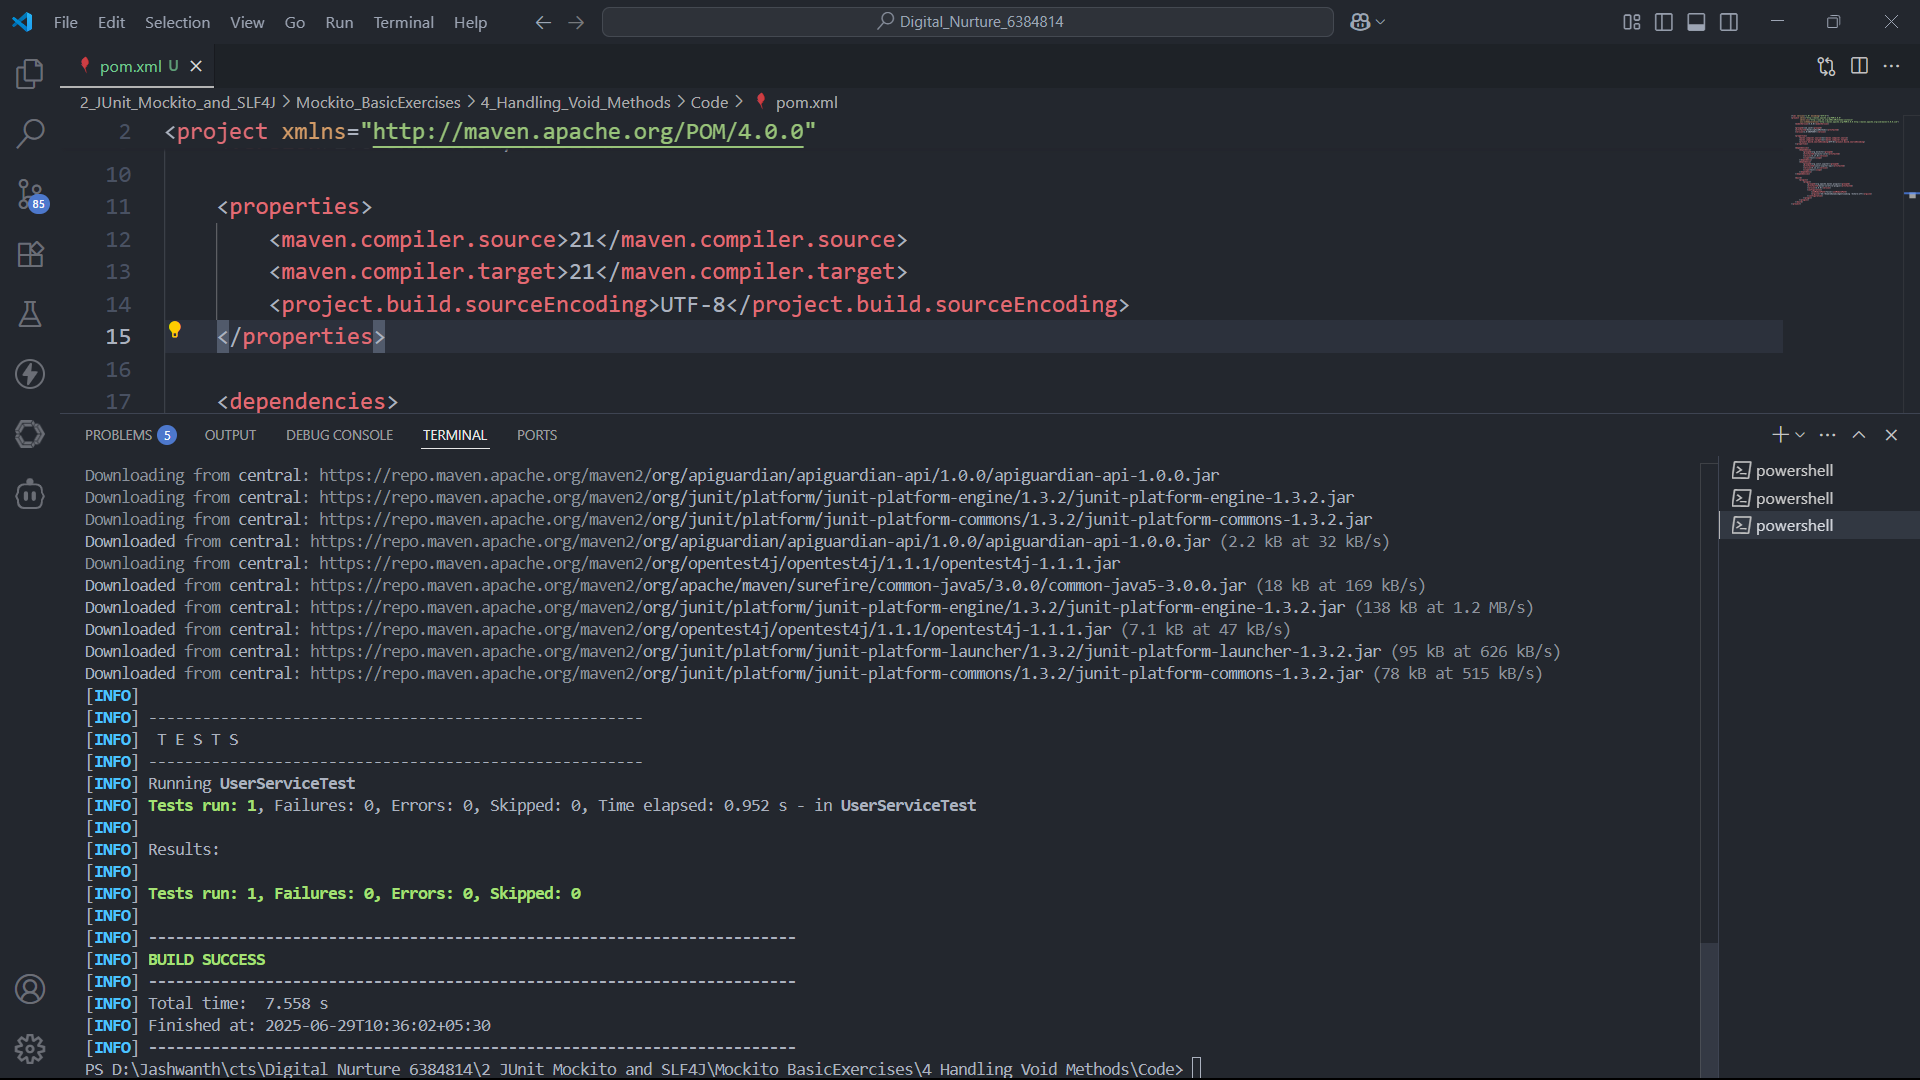 File Edit Selection View Go Run Terminal Help
Digital_Nurture_6384814
pom.xml U
2_JUnit_Mockito_and_SLF4J > Mockito_BasicExercises > 4_Handling_Void_Methods > Code > pom.xml
2 <project xmlns="http://maven.apache.org/POM/4.0.0"
10
11 <properties>
12 <maven.compiler.source>21</maven.compiler.source>
13 <maven.compiler.target>21</maven.compiler.target>
14 <project.build.sourceEncoding>UTF-8</project.build.sourceEncoding>
15 </properties>
16
17 <dependencies>
85
PROBLEMS 5 OUTPUT DEBUG CONSOLE TERMINAL PORTS
Downloading from central: https://repo.maven.apache.org/maven2/org/apiguardian/apiguardian-api/1.0.0/apiguardian-api-1.0.0.jar
Downloading from central: https://repo.maven.apache.org/maven2/org/junit/platform/junit-platform-engine/1.3.2/junit-platform-engine-1.3.2.jar
Downloading from central: https://repo.maven.apache.org/maven2/org/junit/platform/junit-platform-commons/1.3.2/junit-platform-commons-1.3.2.jar
Downloaded from central: https://repo.maven.apache.org/maven2/org/apiguardian/apiguardian-api/1.0.0/apiguardian-api-1.0.0.jar (2.2 kB at 32 kB/s)
Downloading from central: https://repo.maven.apache.org/maven2/org/opentest4j/opentest4j/1.1.1/opentest4j-1.1.1.jar
Downloaded from central: https://repo.maven.apache.org/maven2/org/apache/maven/surefire/common-java5/3.0.0/common-java5-3.0.0.jar (18 kB at 169 kB/s)
Downloaded from central: https://repo.maven.apache.org/maven2/org/junit/platform/junit-platform-engine/1.3.2/junit-platform-engine-1.3.2.jar (138 kB at 1.2 MB/s)
Downloaded from central: https://repo.maven.apache.org/maven2/org/opentest4j/opentest4j/1.1.1/opentest4j-1.1.1.jar (7.1 kB at 47 kB/s)
Downloaded from central: https://repo.maven.apache.org/maven2/org/junit/platform/junit-platform-launcher/1.3.2/junit-platform-launcher-1.3.2.jar (95 kB at 626 kB/s)
Downloaded from central: https://repo.maven.apache.org/maven2/org/junit/platform/junit-platform-commons/1.3.2/junit-platform-commons-1.3.2.jar (78 kB at 515 kB/s)
[INFO]
[INFO] -------------------------------------------------------
[INFO]  T E S T S
[INFO] -------------------------------------------------------
[INFO] Running UserServiceTest
[INFO] Tests run: 1, Failures: 0, Errors: 0, Skipped: 0, Time elapsed: 0.952 s - in UserServiceTest
[INFO]
[INFO] Results:
[INFO]
[INFO] Tests run: 1, Failures: 0, Errors: 0, Skipped: 0
[INFO]
[INFO] ------------------------------------------------------------------------
[INFO] BUILD SUCCESS
[INFO] ------------------------------------------------------------------------
[INFO] Total time:  7.558 s
[INFO] Finished at: 2025-06-29T10:36:02+05:30
[INFO] ------------------------------------------------------------------------
PS D:\Jashwanth\cts\Digital_Nurture_6384814\2_JUnit_Mockito_and_SLF4J\Mockito_BasicExercises\4_Handling_Void_Methods\Code>
powershell
powershell
powershell